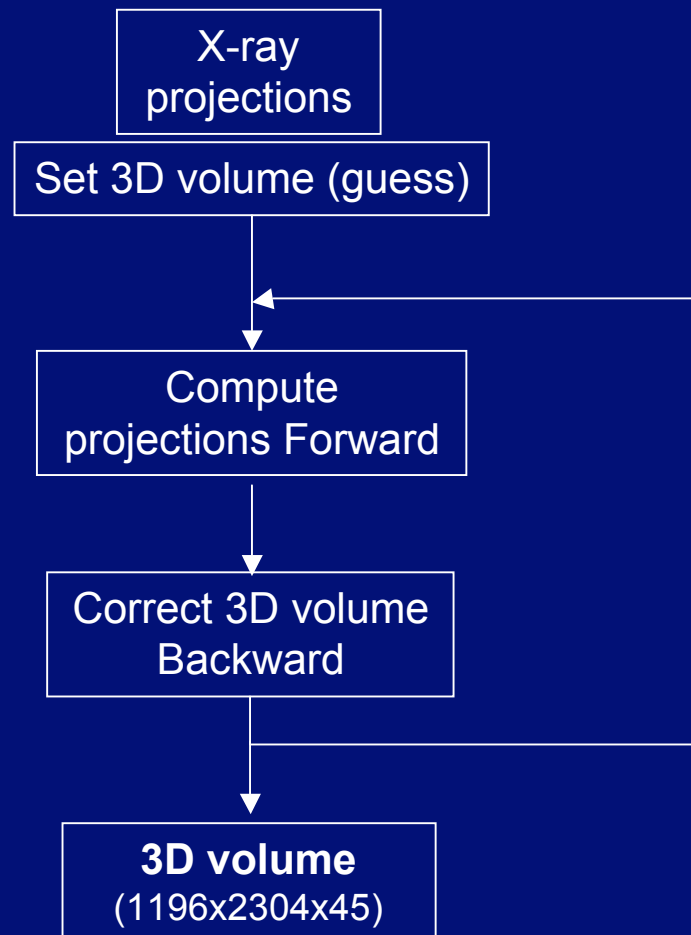 X-ray
projections
Set 3D volume (guess)
Compute
projections Forward
Correct 3D volume
Backward
3D volume
(1196x2304x45)